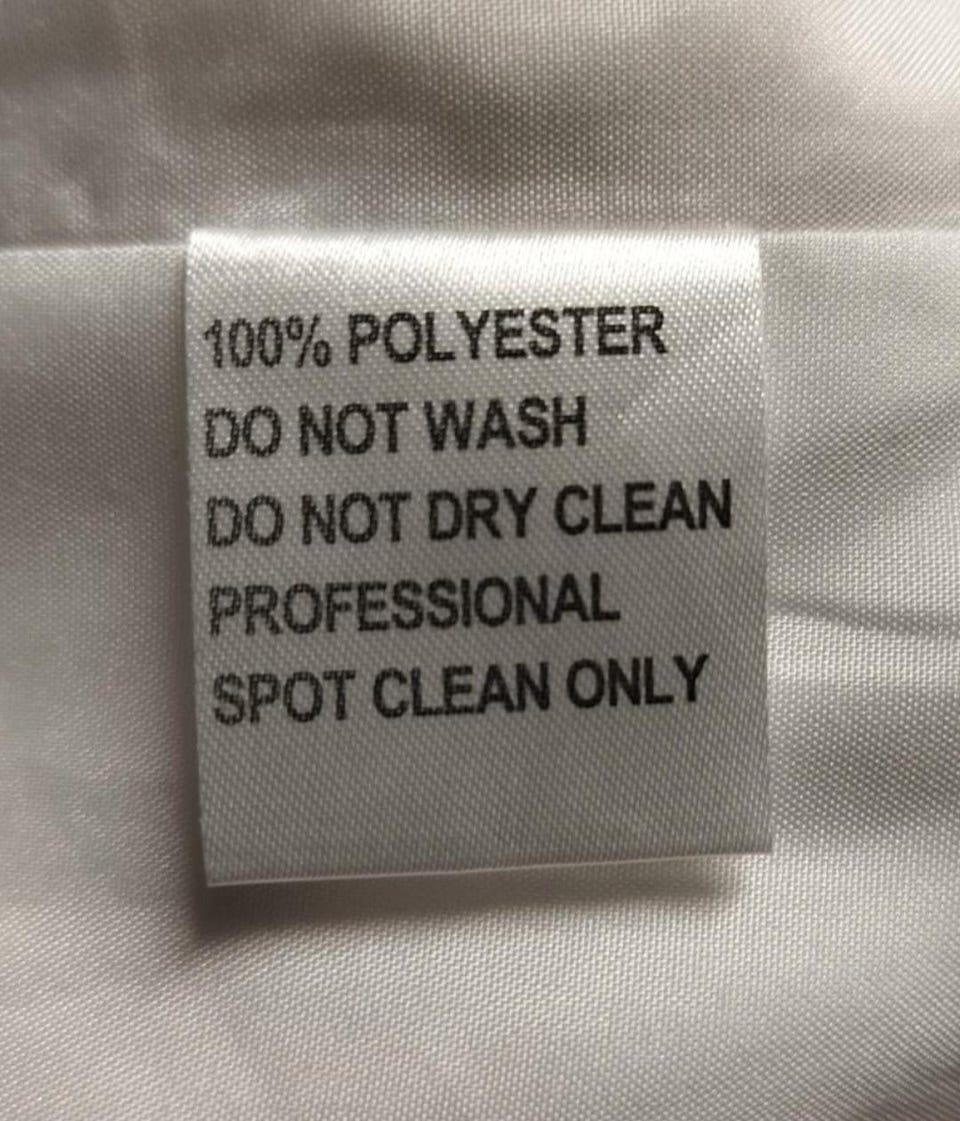 100% POLYESTER
DO NOT WASH
DO NOT DRY CLEAN
PROFESSIONAL
SPOT CLEAN ONLY